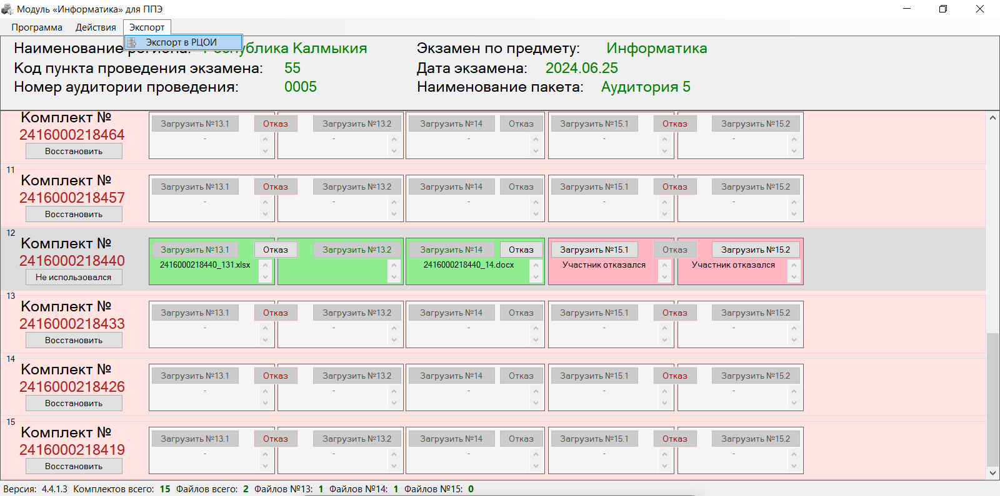 Модуль «Информатика» для ППЭ
Программа Действия Экспорт
Экспорт в РЦОИ
Наименование региона: Республика Калмыкия Экзамен по предмету: Информатика
Код пункта проведения экзамена: 55 Дата экзамена: 2024.06.25
Номер аудитории проведения: 0005 Наименование пакета: Аудитория 5
Комплект № Загрузить №13.1 Отказ Загрузить №13.2 Загрузить №14 Отказ Загрузить №15.1 Отказ Загрузить №15.2
2416000218464 - - - - -
Восстановить
11
Комплект № Загрузить №13.1 Отказ Загрузить №13.2 Загрузить №14 Отказ Загрузить №15.1 Отказ Загрузить №15.2
2416000218457 - - - - -
Восстановить
12
Комплект № Загрузить №13.1 Отказ Загрузить №13.2 Загрузить №14 Отказ Загрузить №15.1 Отказ Загрузить №15.2
2416000218440 2416000218440_131.xlsx 2416000218440_14.docx Участник отказался Участник отказался
Не использовался
13
Комплект № Загрузить №13.1 Отказ Загрузить №13.2 Загрузить №14 Отказ Загрузить №15.1 Отказ Загрузить №15.2
2416000218433 - - - - -
Восстановить
14
Комплект № Загрузить №13.1 Отказ Загрузить №13.2 Загрузить №14 Отказ Загрузить №15.1 Отказ Загрузить №15.2
2416000218426 - - - - -
Восстановить
15
Комплект № Загрузить №13.1 Отказ Загрузить №13.2 Загрузить №14 Отказ Загрузить №15.1 Отказ Загрузить №15.2
2416000218419 - - - - -
Восстановить
Версия: 4.4.1.3 Комплектов всего: 15 Файлов всего: 2 Файлов №13: 1 Файлов №14: 1 Файлов №15: 0